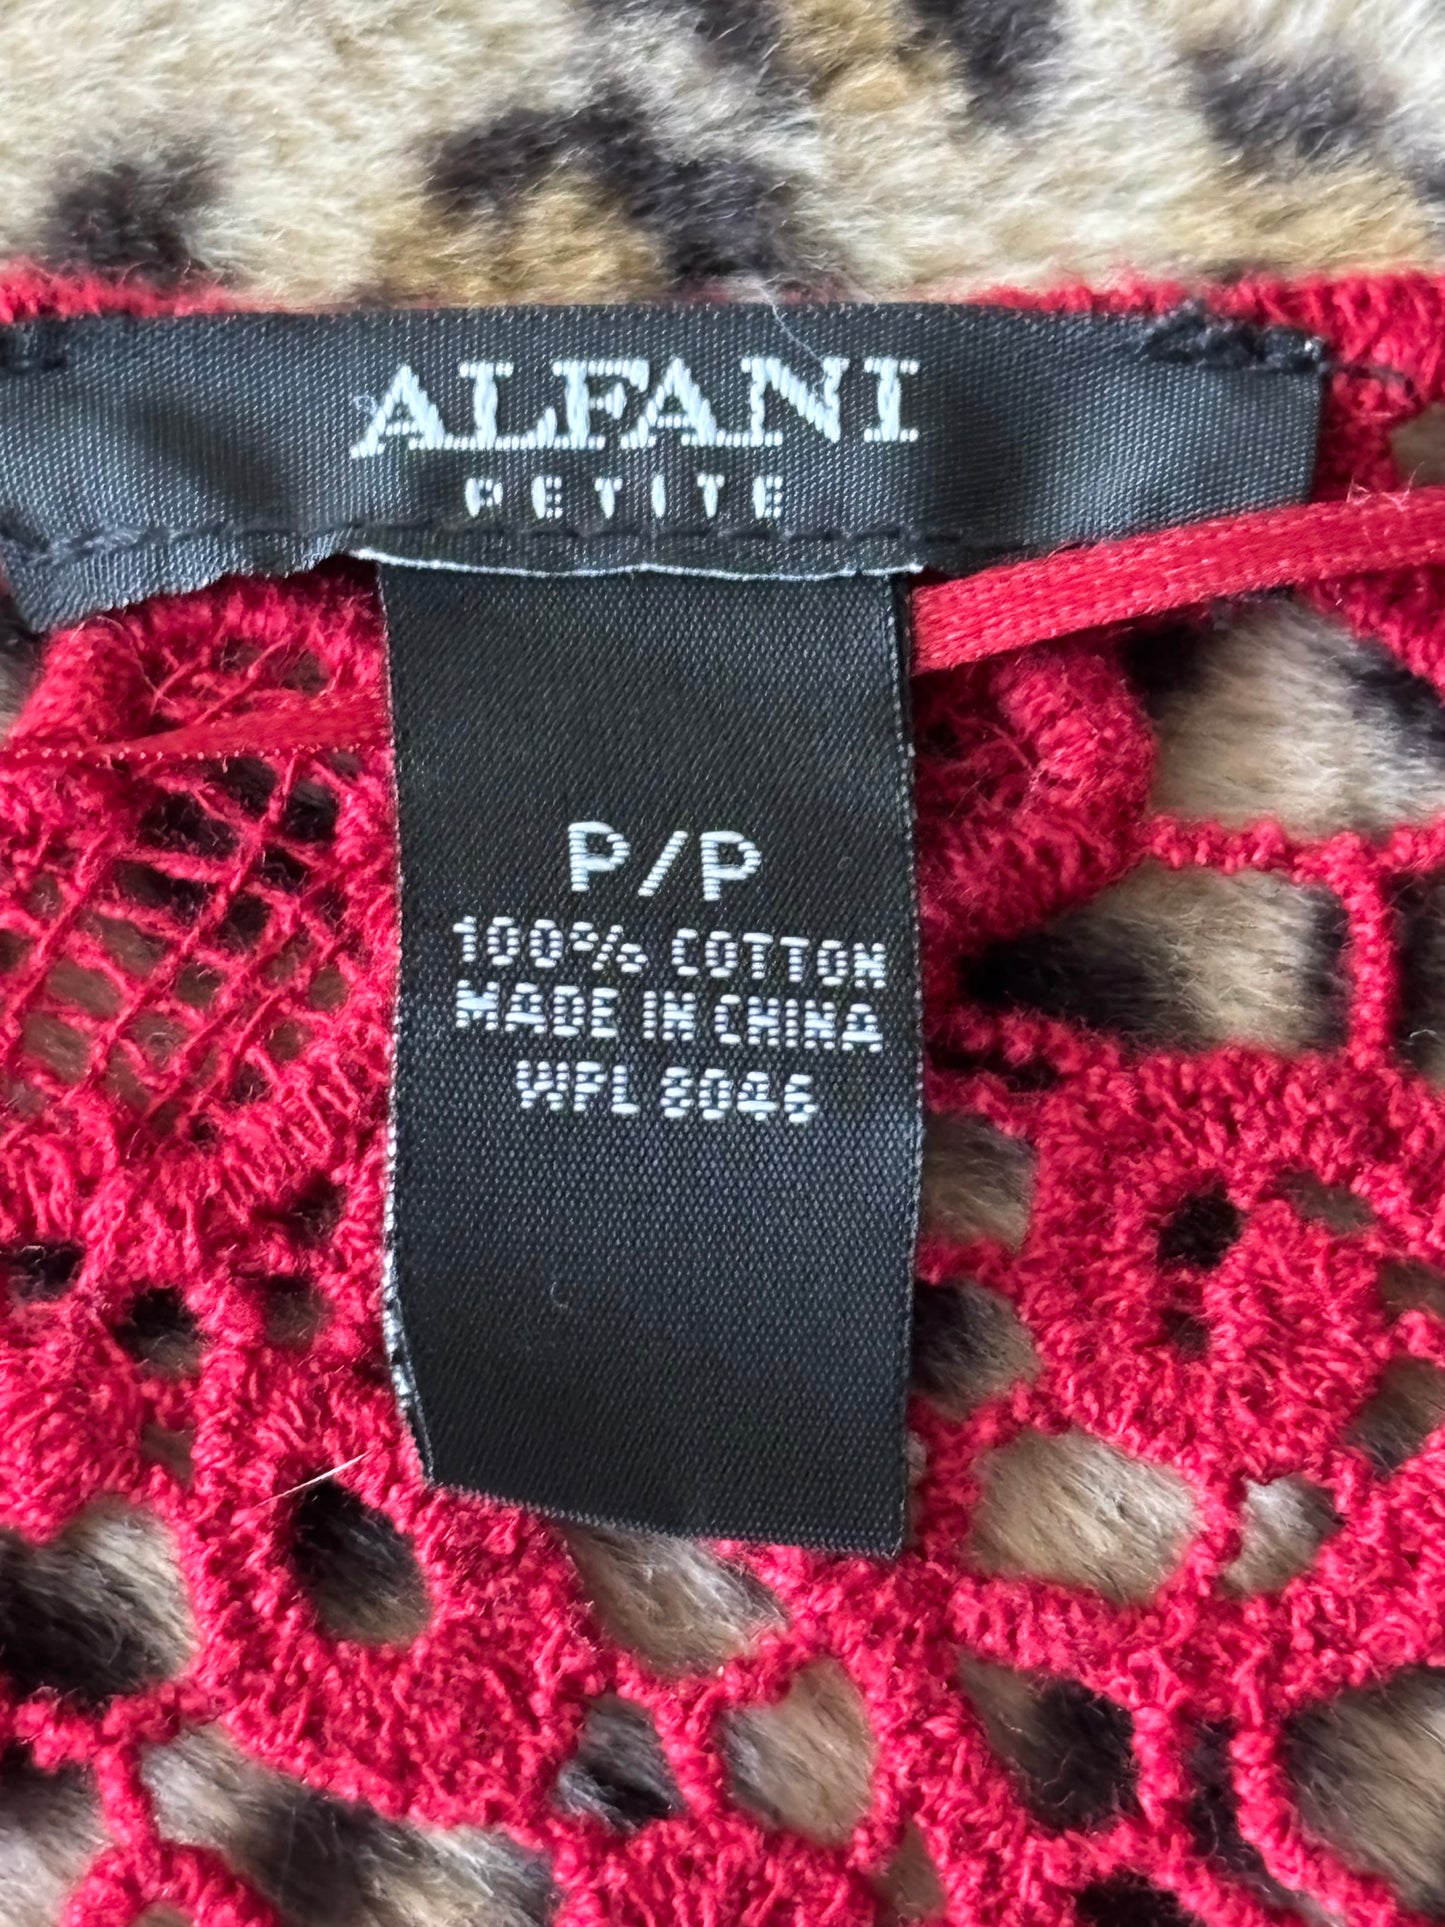 ALFANI
PETITE
P/P
100% COTTON
MADE IN CHINA
WPL 8046